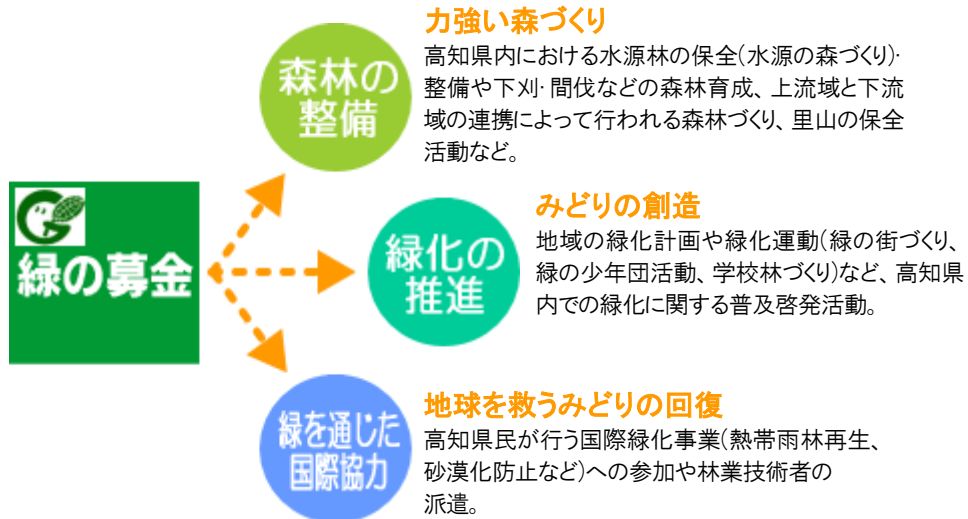 力強い森づくり
森林の
整備
高知県内における水源林の保全(水源の森づくり)･
整備や下刈･間伐などの森林育成、上流域と下流
域の連携によって行われる森林づくり、里山の保全
活動など。
緑の募金
みどりの創造
緑化の
推進
地域の緑化計画や緑化運動(緑の街づくり、
緑の少年団活動、学校林づくり)など、高知県
内での緑化に関する普及啓発活動。
地球を救うみどりの回復
緑を通じた
国際協力
高知県民が行う国際緑化事業(熱帯雨林再生、
砂漠化防止など)への参加や林業技術者の
派遣。